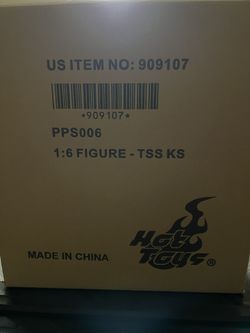 US ITEM NO: 909107
*909107*
PPS006
1:6 FIGURE - TSS KS
Hot
Toys®
MADE IN CHINA